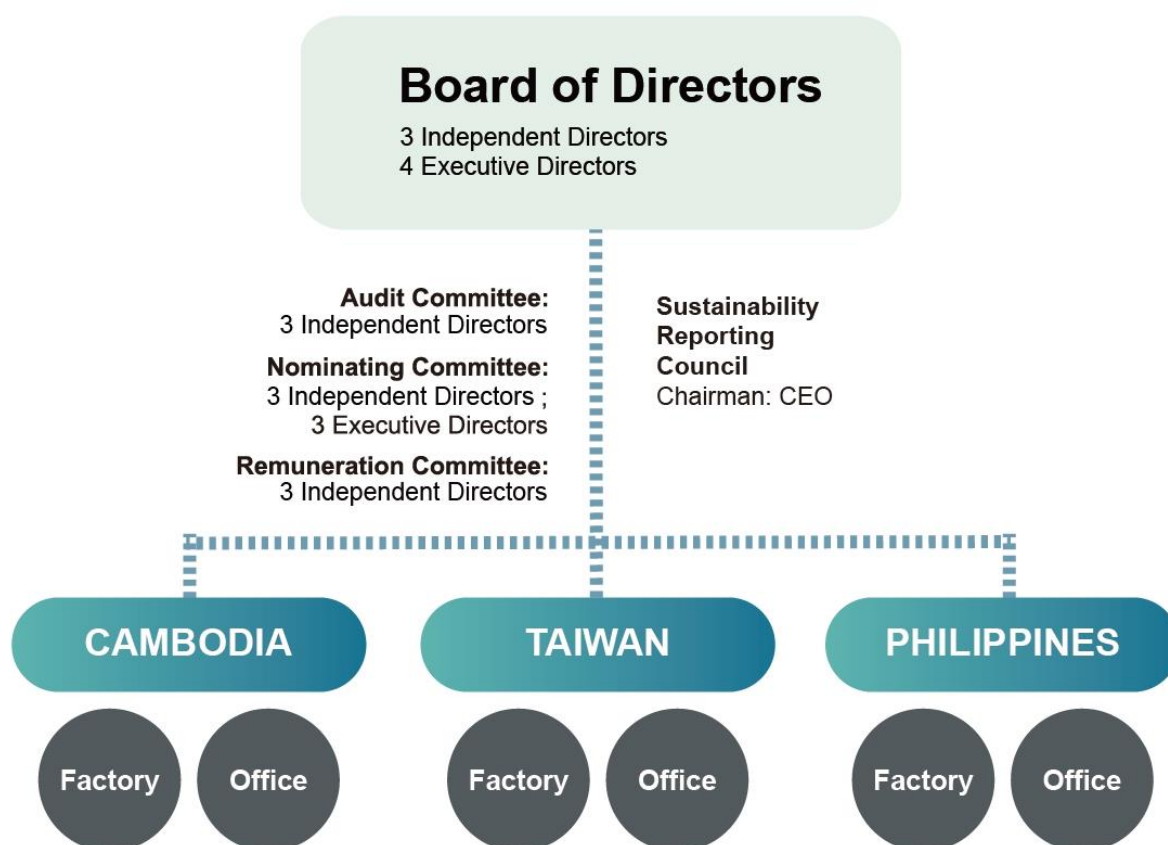 Board of Directors
3 Independent Directors
4 Executive Directors
Audit Committee:
3 Independent Directors
Nominating Committee:
3 Independent Directors ;
3 Executive Directors
Remuneration Committee:
3 Independent Directors
Sustainability
Reporting
Council
Chairman: CEO
CAMBODIA
TAIWAN
PHILIPPINES
Factory
Office
Factory
Office
Factory
Office